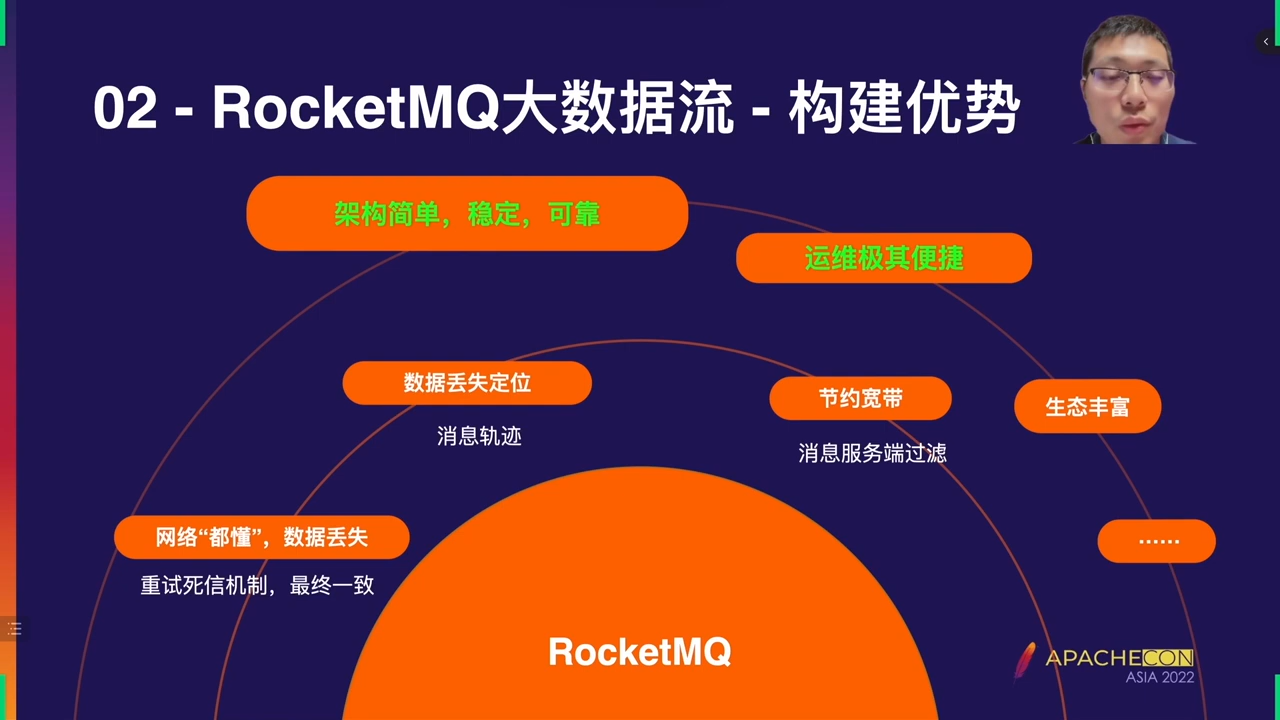 02 - RocketMQ大数据流 - 构建优势
架构简单，稳定，可靠
运维极其便捷
数据丢失定位
消息轨迹
节约宽带
消息服务端过滤
生态丰富
网络“都懂”，数据丢失
重试死信机制，最终一致
······
RocketMQ
APACHECON
ASIA 2022